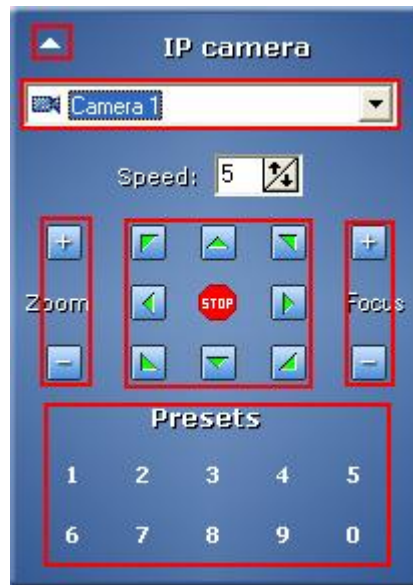 IP camera
Camera 1
Speed: 5
+ +
Zoom STOP Focus
- -
Presets
1 2 3 4 5
6 7 8 9 0